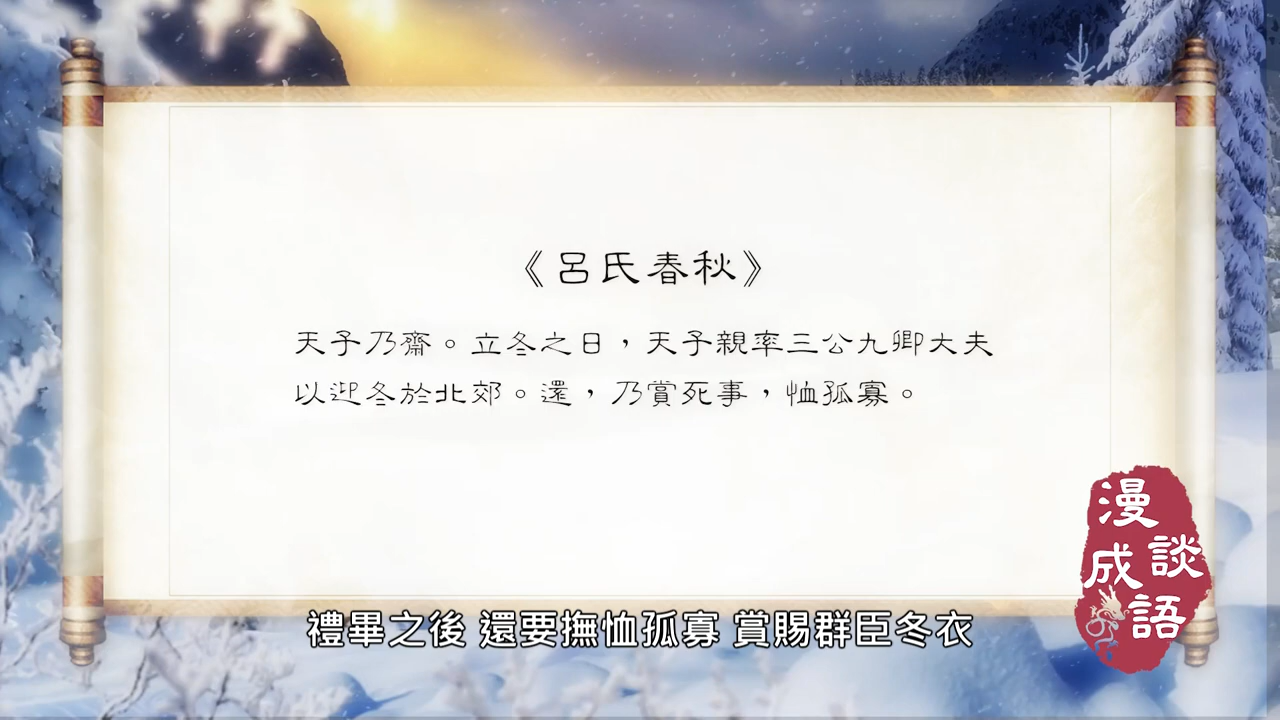 《呂氏春秋》
天子乃齋。立冬之日，天子親率三公九卿大夫
以迎冬於北郊。還，乃賞死事，恤孤寡。
禮畢之後 還要撫恤孤寡 賞賜群臣冬衣
漫談成語